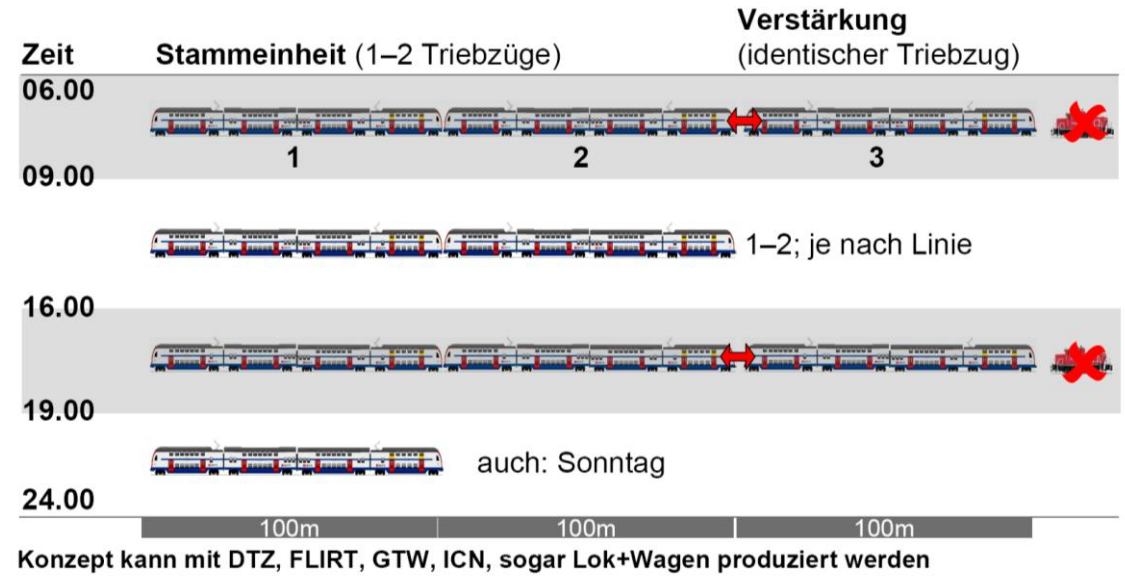 Zeit Stammeinheit (1–2 Triebzüge) Verstärkung
(identischer Triebzug)
06.00
1 2 3
09.00
1–2; je nach Linie
16.00
19.00
auch: Sonntag
24.00
100m 100m 100m
Konzept kann mit DTZ, FLIRT, GTW, ICN, sogar Lok+Wagen produziert werden